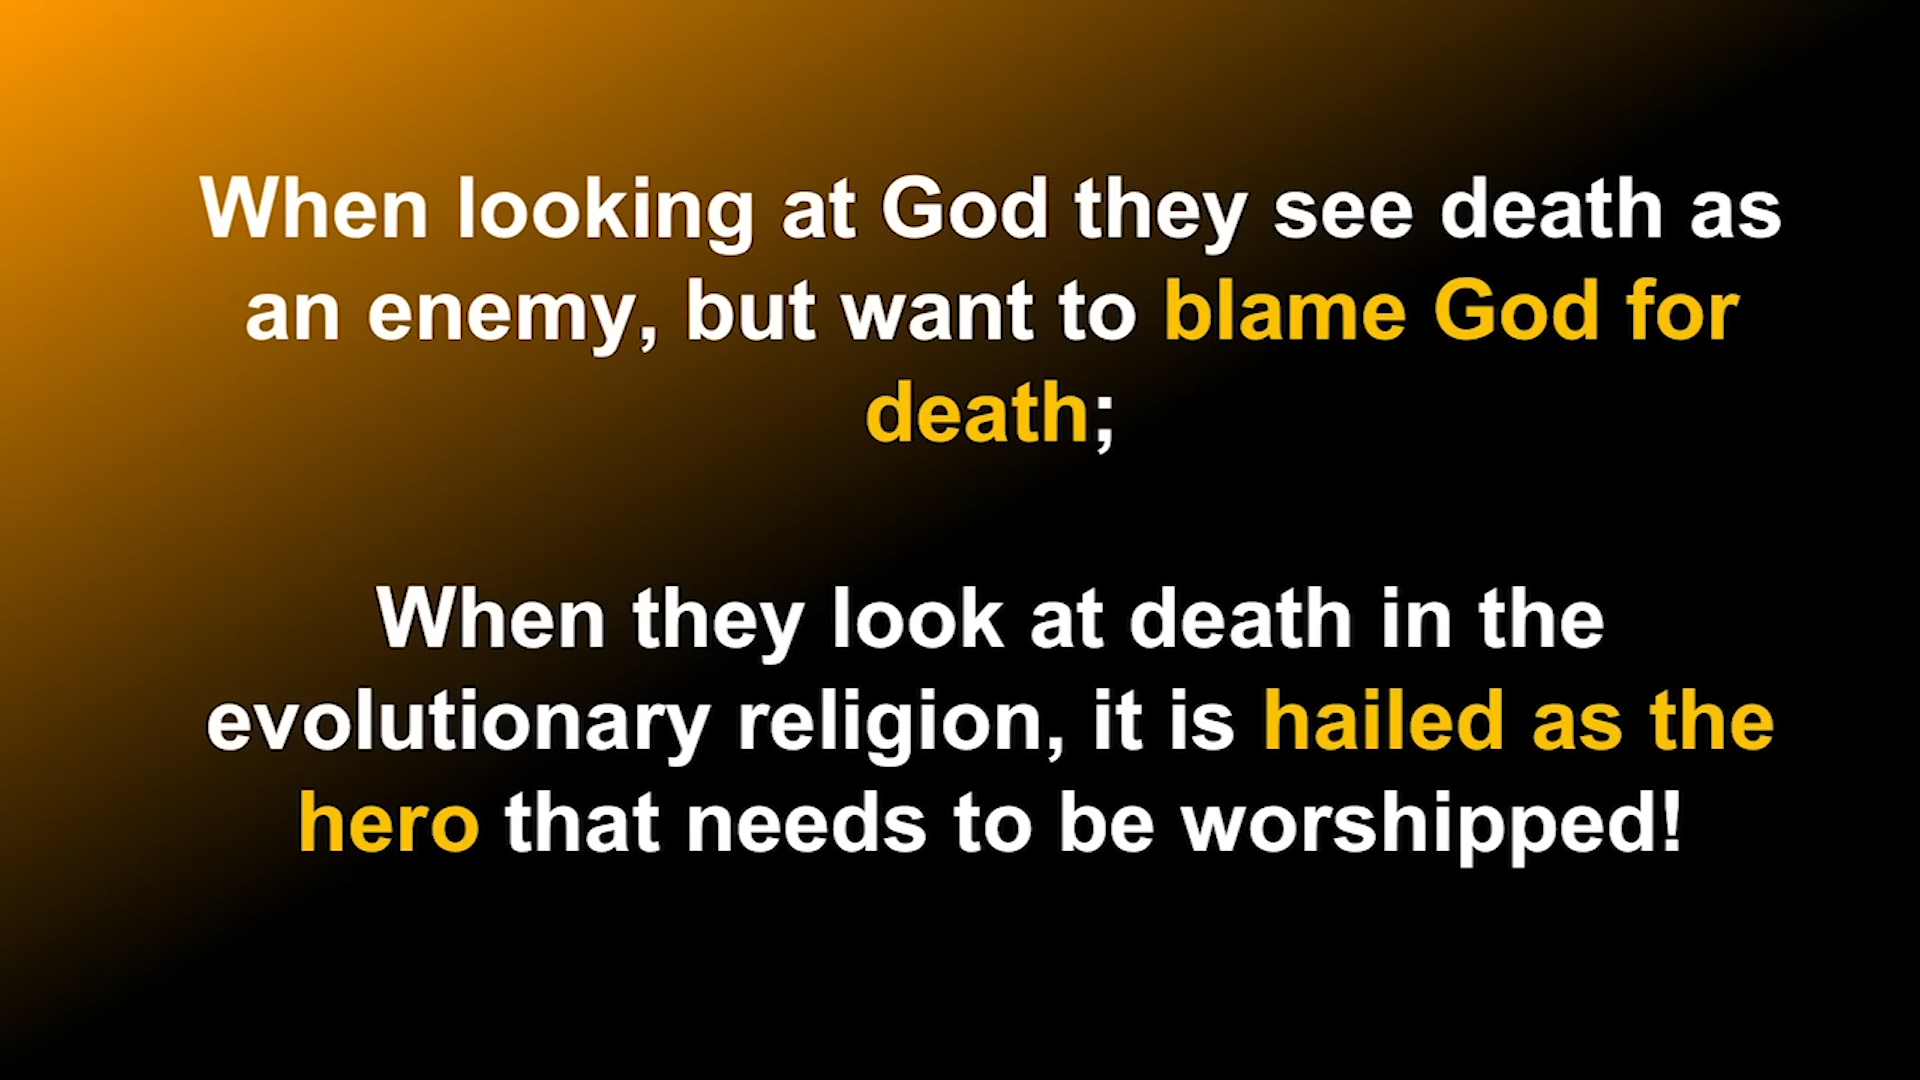 When looking at God they see death as
an enemy, but want to blame God for
death;
When they look at death in the
evolutionary religion, it is hailed as the
hero that needs to be worshipped!